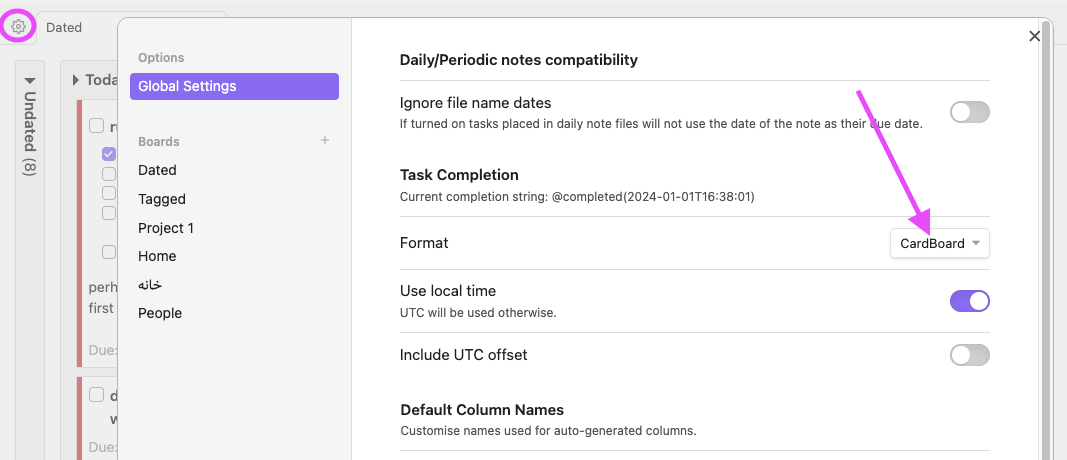 Dated
Undated (8)
Toda
Due:
Due:
Options
Global Settings
Boards
+
Dated
Tagged
Project 1
Home
خانه
People
Daily/Periodic notes compatibility
Ignore file name dates
If turned on tasks placed in daily note files will not use the date of the note as their due date.
Task Completion
Current completion string: @completed(2024-01-01T16:38:01)
Format
CardBoard
Use local time
UTC will be used otherwise.
Include UTC offset
Default Column Names
Customise names used for auto-generated columns.